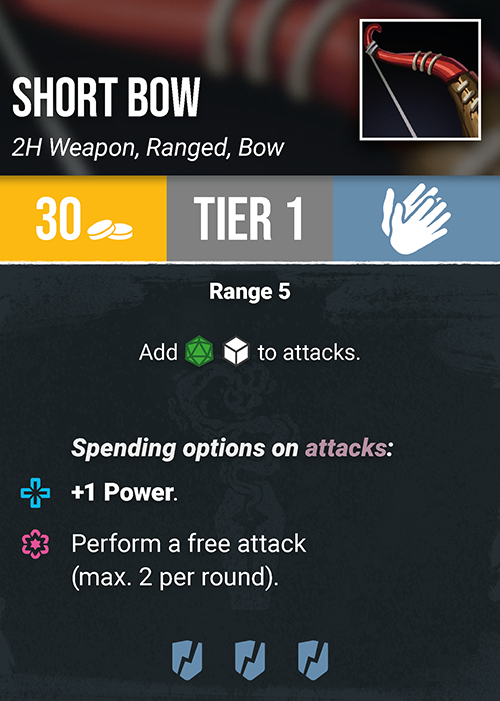 SHORT BOW
2H Weapon, Ranged, Bow
30
TIER 1
Range 5
Add to attacks.
Spending options on attacks:
+1 Power.
Perform a free attack
(max. 2 per round).